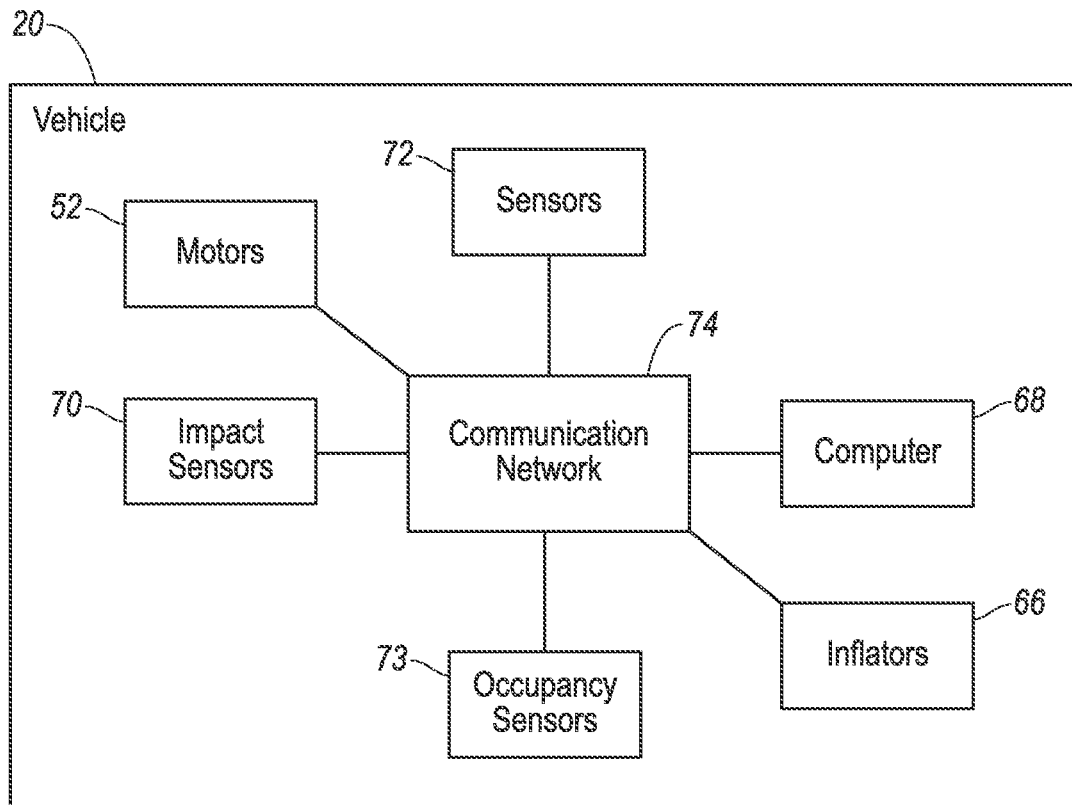 20
Vehicle
72
Sensors
52
Motors
74
70
Impact
Sensors
Communication
Network
68
Computer
73
Occupancy
Sensors
66
Inflators